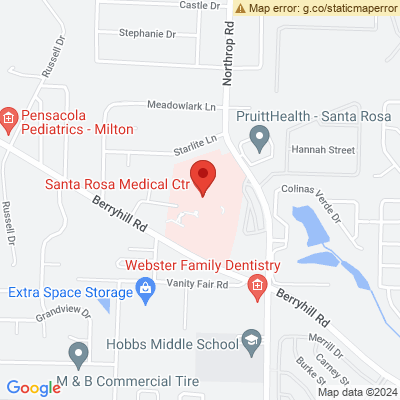 Castle Dr
Map error: g.co/staticmaperror
Stephanie Dr
Russell Dr
Northrop Rd
Meadowlark Ln
Pensacola
Pediatrics - Milton
PruittHealth - Santa Rosa
Starlite Ln
Hannah Street
Santa Rosa Medical Ctr
Colinas Verde Dr
Russell Dr
Berryhill Rd
Webster Family Dentistry
Extra Space Storage
Vanity Fair Rd
Berryhill Rd
Grandview Dr
Hobbs Middle School
Merrill Dr
Carney St
Burke St
M & B Commercial Tire
Google
Map data ©2024